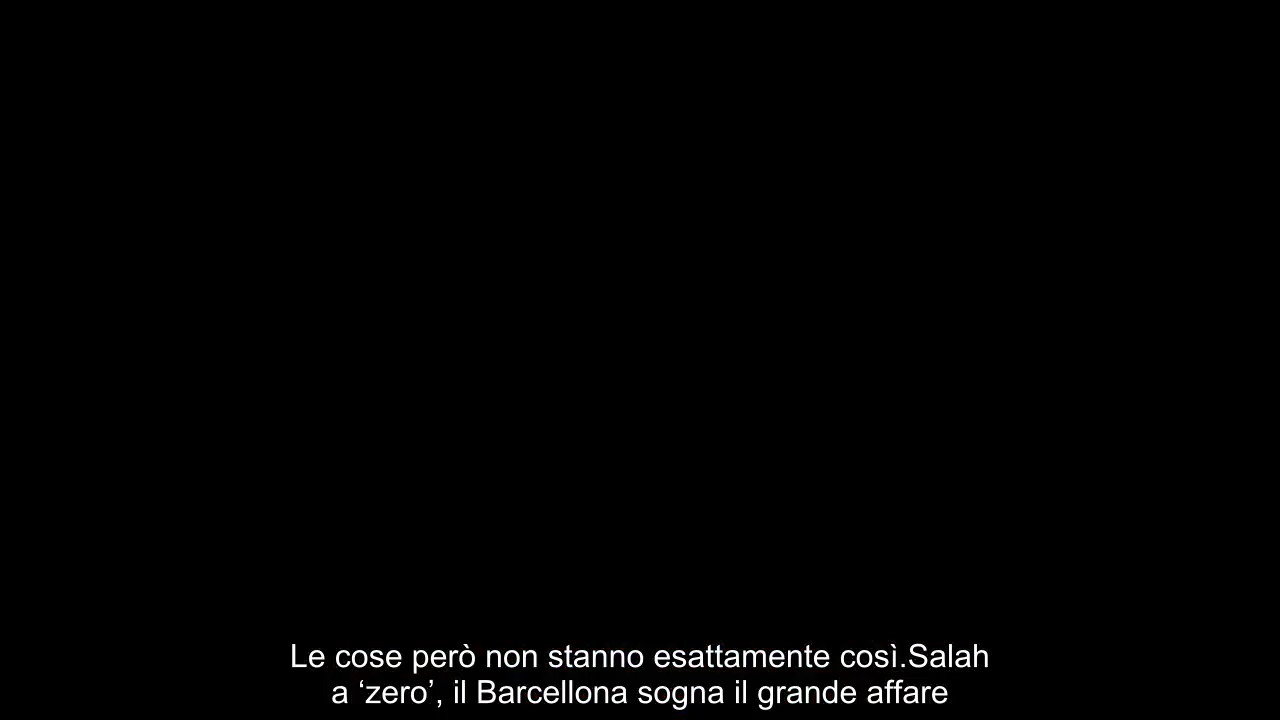 Le cose però non stanno esattamente così.Salah
a ‘zero’, il Barcellona sogna il grande affare